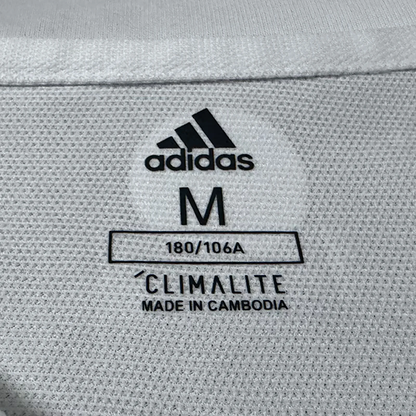 adidas
M
180/106A
CLIMALITE
MADE IN CAMBODIA